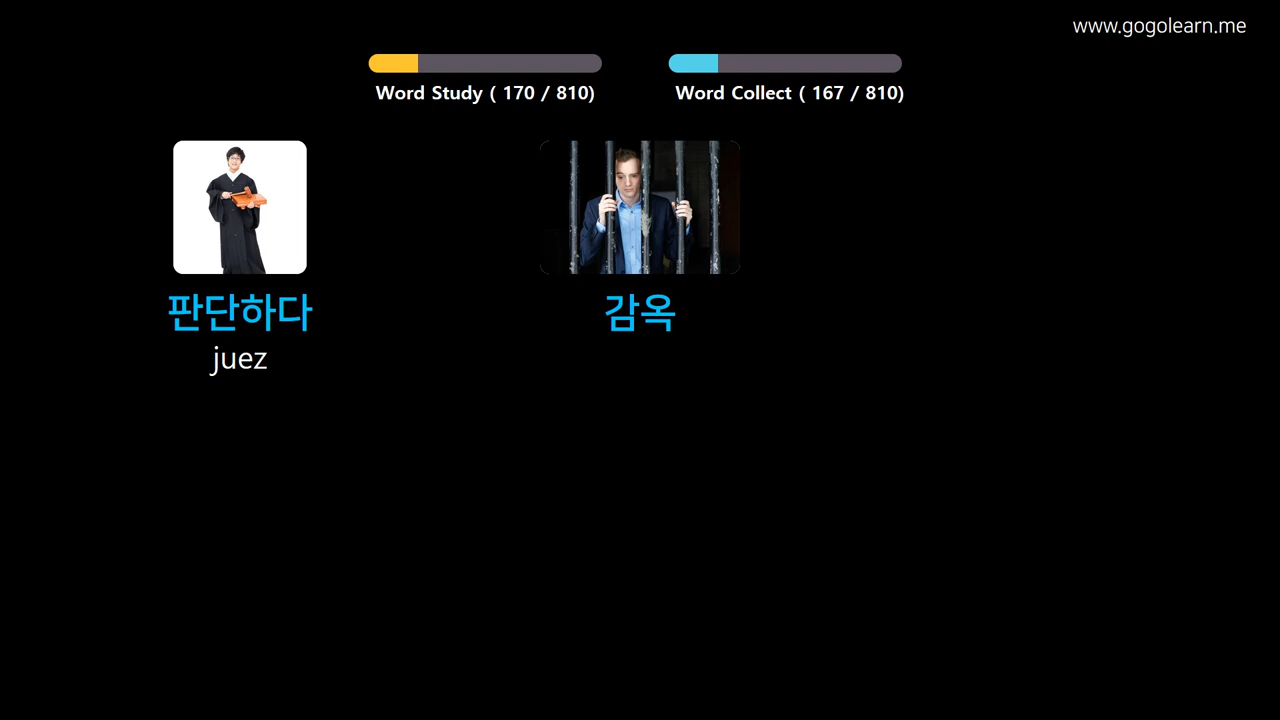 www.gogolearn.me
Word Study ( 170 / 810)
Word Collect ( 167 / 810)
판단하다
감옥
juez